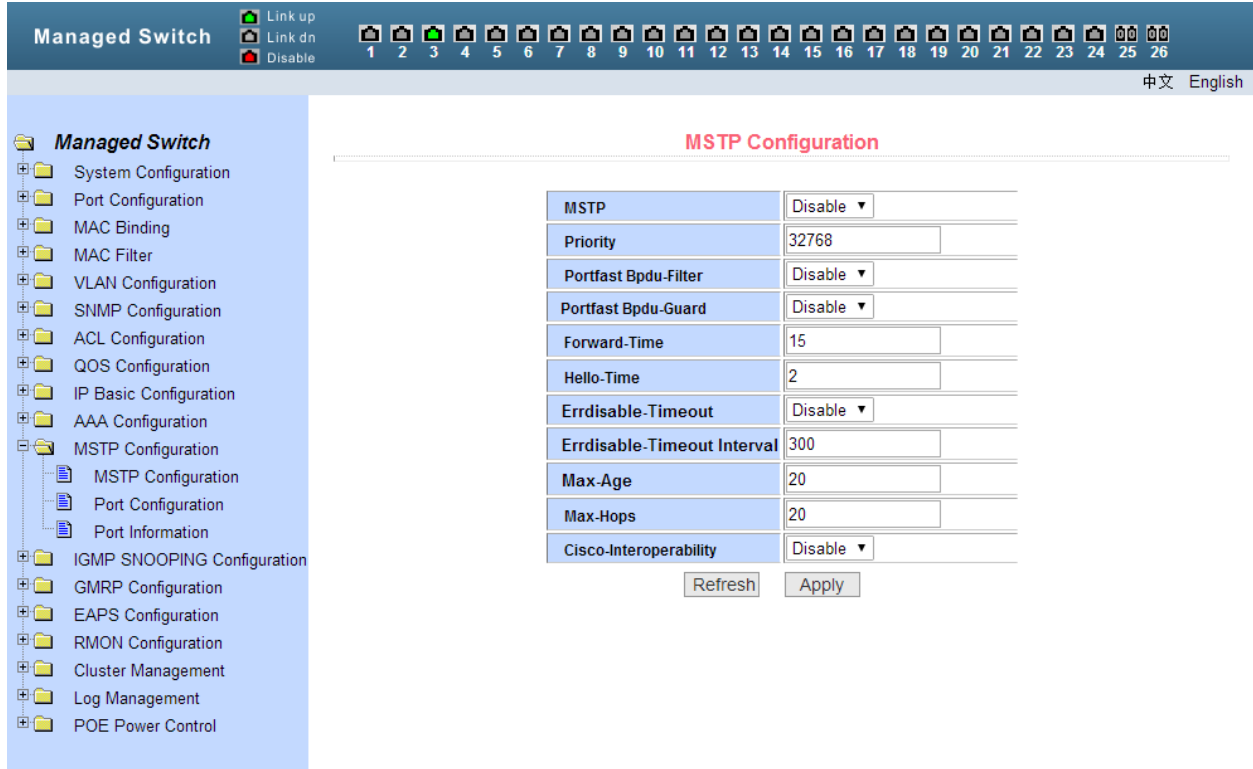 Managed Switch
Link up
Link dn
Disable
1 2 3 4 5 6 7 8 9 10 11 12 13 14 15 16 17 18 19 20 21 22 23 24 25 26
中文 English
Managed Switch
System Configuration
Port Configuration
MAC Binding
MAC Filter
VLAN Configuration
SNMP Configuration
ACL Configuration
QOS Configuration
IP Basic Configuration
AAA Configuration
MSTP Configuration
MSTP Configuration
Port Configuration
Port Information
IGMP SNOOPING Configuration
GMRP Configuration
EAPS Configuration
RMON Configuration
Cluster Management
Log Management
POE Power Control
MSTP Configuration
MSTP Disable
Priority 32768
Portfast Bpdu-Filter Disable
Portfast Bpdu-Guard Disable
Forward-Time 15
Hello-Time 2
Errdisable-Timeout Disable
Errdisable-Timeout Interval 300
Max-Age 20
Max-Hops 20
Cisco-Interoperability Disable
Refresh Apply